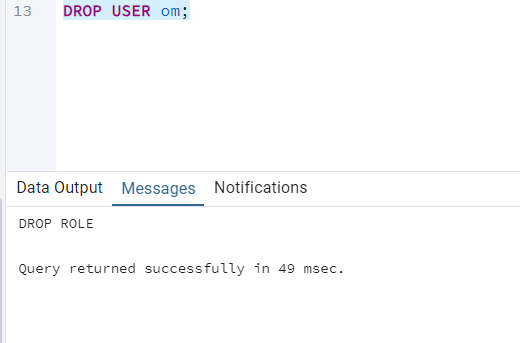 13 DROP USER om;
Data Output Messages Notifications
DROP ROLE
Query returned successfully in 49 msec.